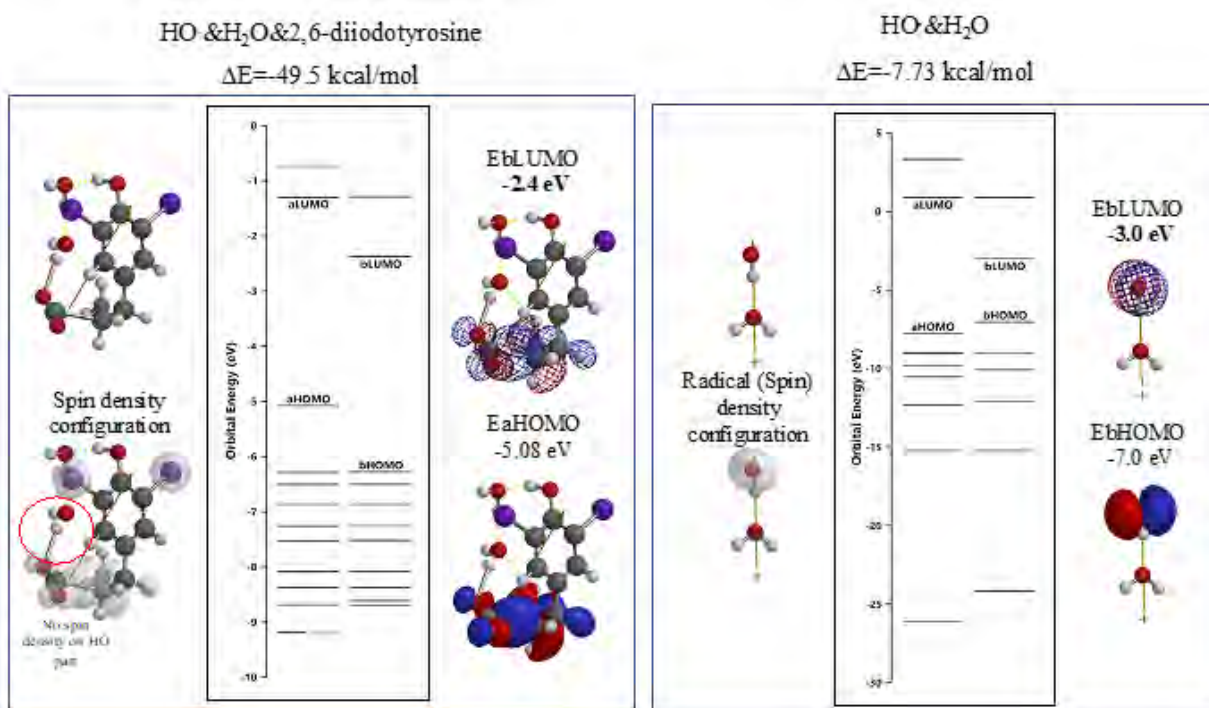 HO·&H₂O&2,6-diiodotyrosine
ΔE=-49.5 kcal/mol
Spin density
configuration
No spin
density on HO
part
Orbital Energy (eV)
0
-1
-2
-3
-4
-5
-6
-7
-8
-9
-10
aLUMO
bLUMO
aHOMO
bHOMO
EbLUMO
-2.4 eV
EaHOMO
-5.08 eV
HO·&H₂O
ΔE=-7.73 kcal/mol
Radical (Spin)
density
configuration
Orbital Energy (eV)
5
0
-5
-10
-15
-20
-25
-30
aLUMO
bLUMO
aHOMO
bHOMO
EbLUMO
-3.0 eV
EbHOMO
-7.0 eV